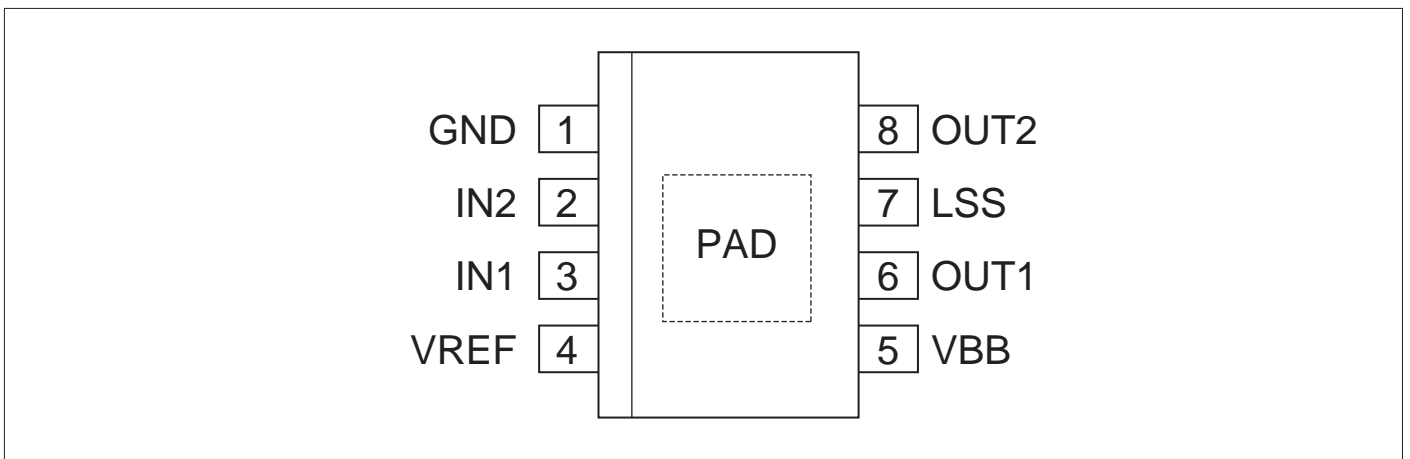 GND 1
IN2 2
IN1 3
VREF 4
PAD
8 OUT2
7 LSS
6 OUT1
5 VBB